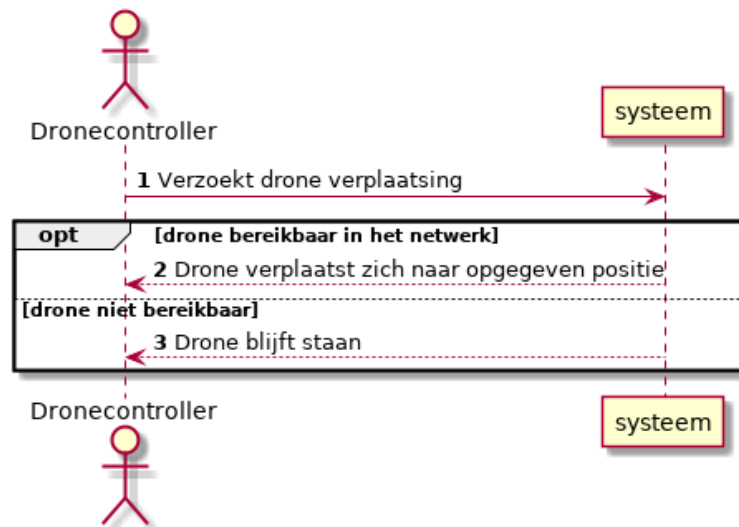 Dronecontroller
systeem
1 Verzoekt drone verplaatsing
opt [drone bereikbaar in het netwerk]
2 Drone verplaatst zich naar opgegeven positie
[drone niet bereikbaar]
3 Drone blijft staan
Dronecontroller
systeem